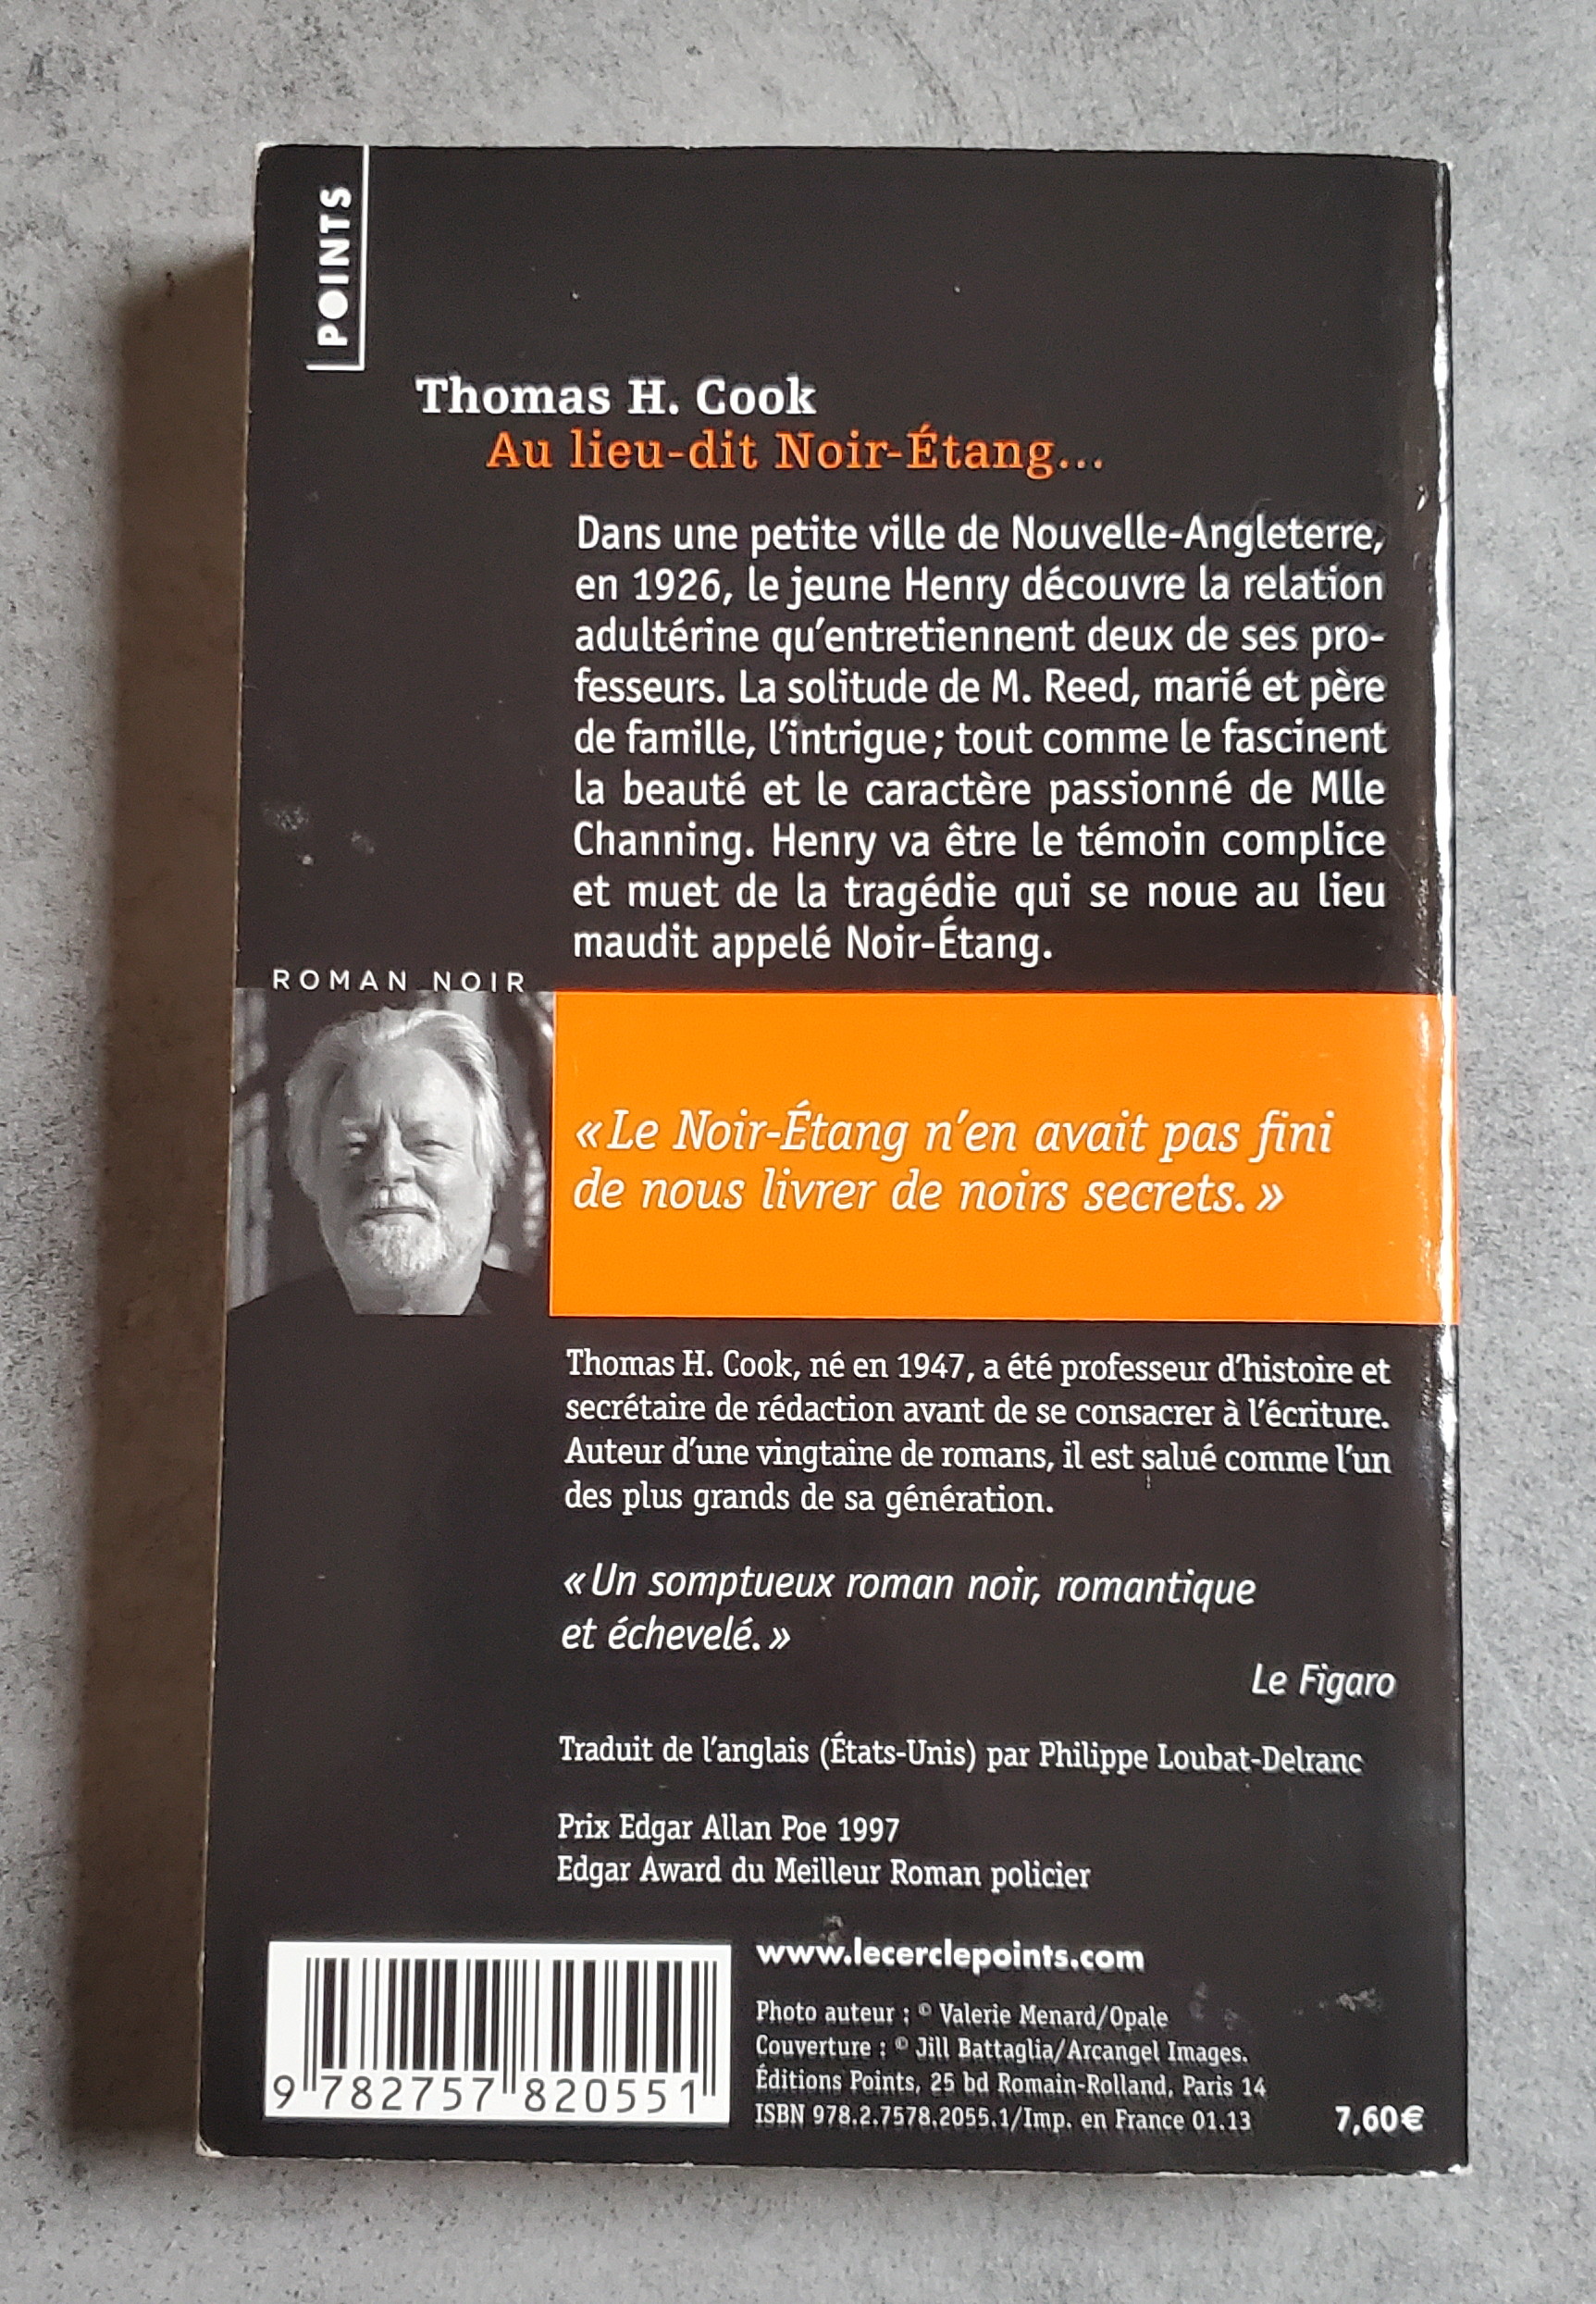 POINTS
Thomas H. Cook
Au lieu-dit Noir-Étang...
Dans une petite ville de Nouvelle-Angleterre,
en 1926, le jeune Henry découvre la relation
adultérine qu'entretiennent deux de ses pro-
fesseurs. La solitude de M. Reed, marié et père
de famille, l'intrigue ; tout comme le fascinent
la beauté et le caractère passionné de Mlle
Channing. Henry va être le témoin complice
et muet de la tragédie qui se noue au lieu
maudit appelé Noir-Étang.
ROMAN NOIR
« Le Noir-Étang n'en avait pas fini
de nous livrer de noirs secrets. »
Thomas H. Cook, né en 1947, a été professeur d'histoire et
secrétaire de rédaction avant de se consacrer à l'écriture.
Auteur d'une vingtaine de romans, il est salué comme l'un
des plus grands de sa génération.
« Un somptueux roman noir, romantique
et échevelé. »
Le Figaro
Traduit de l'anglais (États-Unis) par Philippe Loubat-Delranc
Prix Edgar Allan Poe 1997
Edgar Award du Meilleur Roman policier
www.lecerclepoints.com
Photo auteur : © Valerie Menard/Opale
Couverture : © Jill Battaglia/Arcangel Images.
Éditions Points, 25 bd Romain-Rolland, Paris 14
ISBN 978.2.7578.2055.1/Imp. en France 01.13
7,60€
9 782757 820551